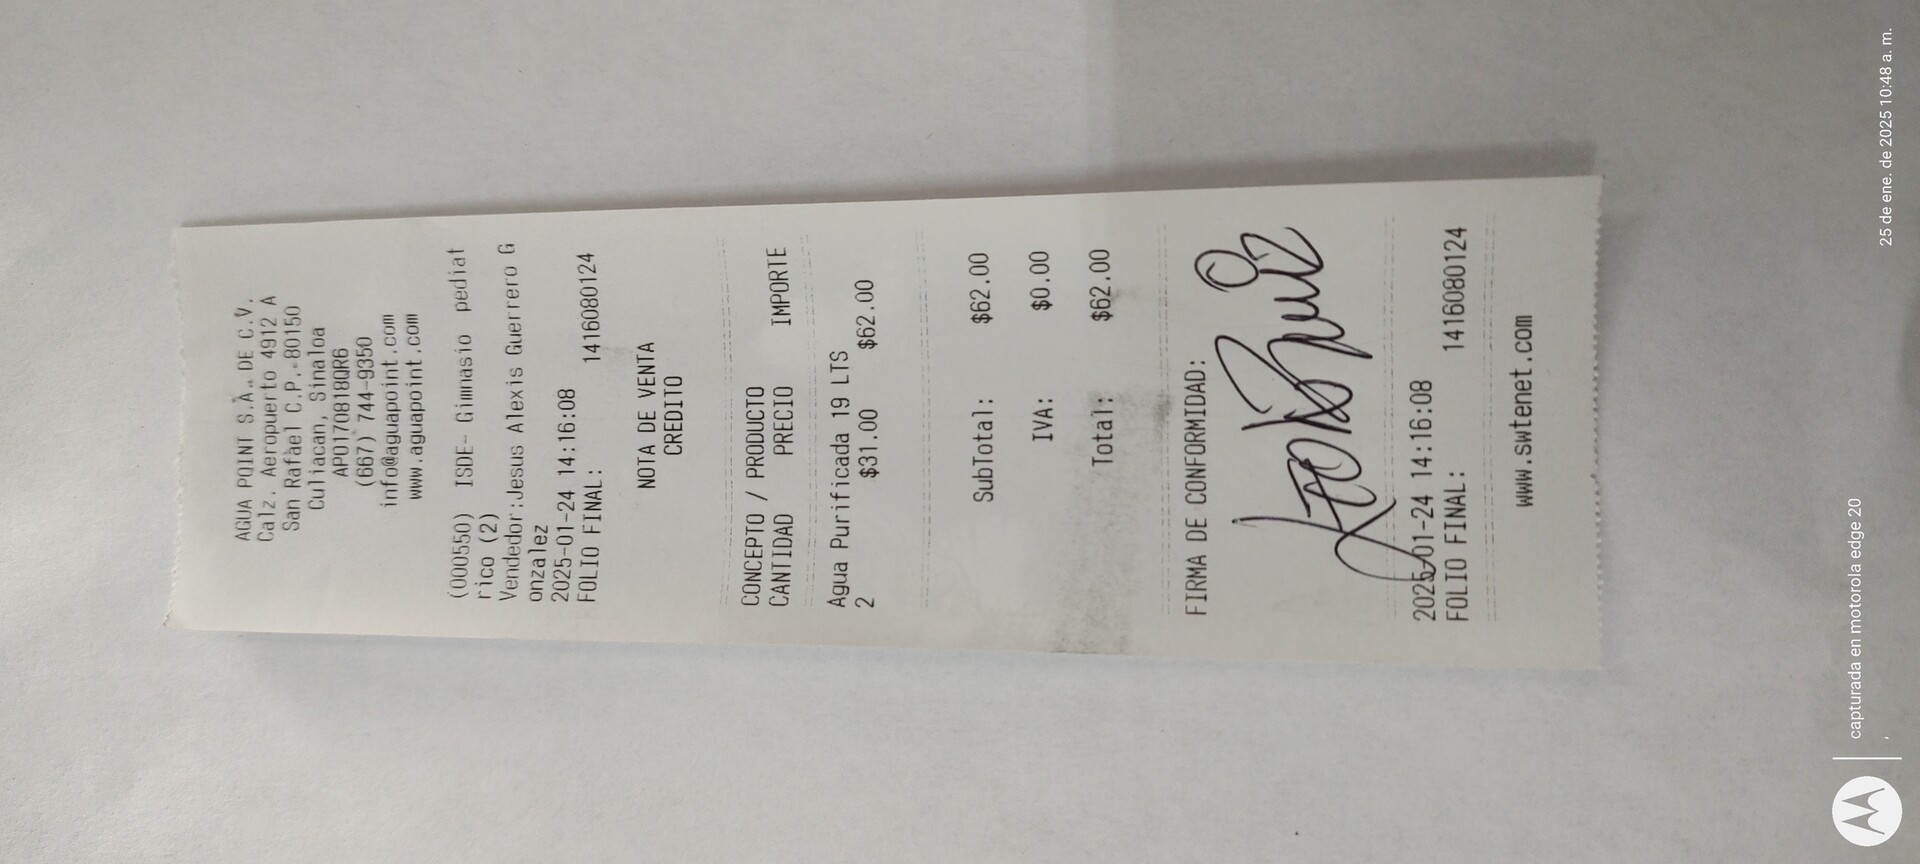 AGUA POINT S.A. DE C.V.
Calz. Aeropuerto 4912 A
San Rafael C.P.-80150
Culiacan, Sinaloa
APO170818QR6
(667) 744-9350
info@aguapoint.com
www.aguapoint.com
(000550) ISDE- Gimnasio pediat
rico (2)
Vendedor:Jesus Alexis Guerrero G
onzalez
2025-01-24 14:16:08
FOLIO FINAL: 1416080124
NOTA DE VENTA
CREDITO
CONCEPTO / PRODUCTO
CANTIDAD PRECIO IMPORTE
Agua Purificada 19 LTS
2 $31.00 $62.00
SubTotal: $62.00
IVA: $0.00
Total: $62.00
FIRMA DE CONFORMIDAD:
2025-01-24 14:16:08
FOLIO FINAL: 1416080124
www.swtenet.com
capturada en motorola edge 20
25 de ene. de 2025 10:48 a. m.